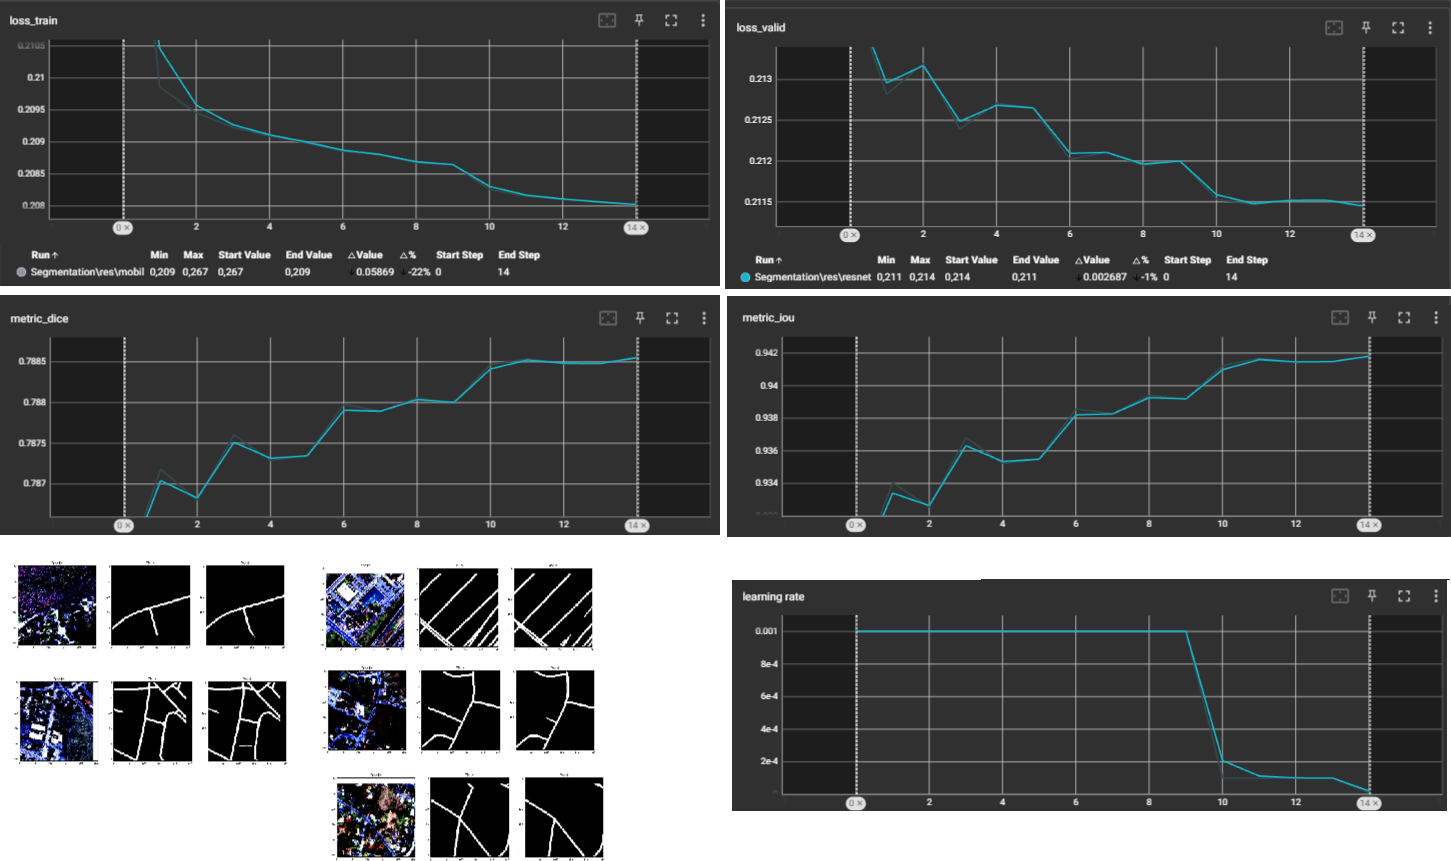 loss_train
0.2105
0.21
0.2095
0.209
0.2085
0.208
0 × 2 4 6 8 10 12 14 ×
Run ↑ Min Max Start Value End Value △Value △% Start Step End Step
Segmentation\res\mobil 0,209 0,267 0,267 0,209 ↓0.05869 ↓-22% 0 14
loss_valid
0.213
0.2125
0.212
0.2115
0 × 2 4 6 8 10 12 14 ×
Run ↑ Min Max Start Value End Value △Value △% Start Step End Step
Segmentation\res\resnet 0,211 0,214 0,214 0,211 ↓0.002687 ↓-1% 0 14
metric_dice
0.7885
0.788
0.7875
0.787
0 × 2 4 6 8 10 12 14 ×
metric_iou
0.942
0.94
0.938
0.936
0.934
0 × 2 4 6 8 10 12 14 ×
learning rate
0.001
8e-4
6e-4
4e-4
2e-4
0 × 2 4 6 8 10 12 14 ×